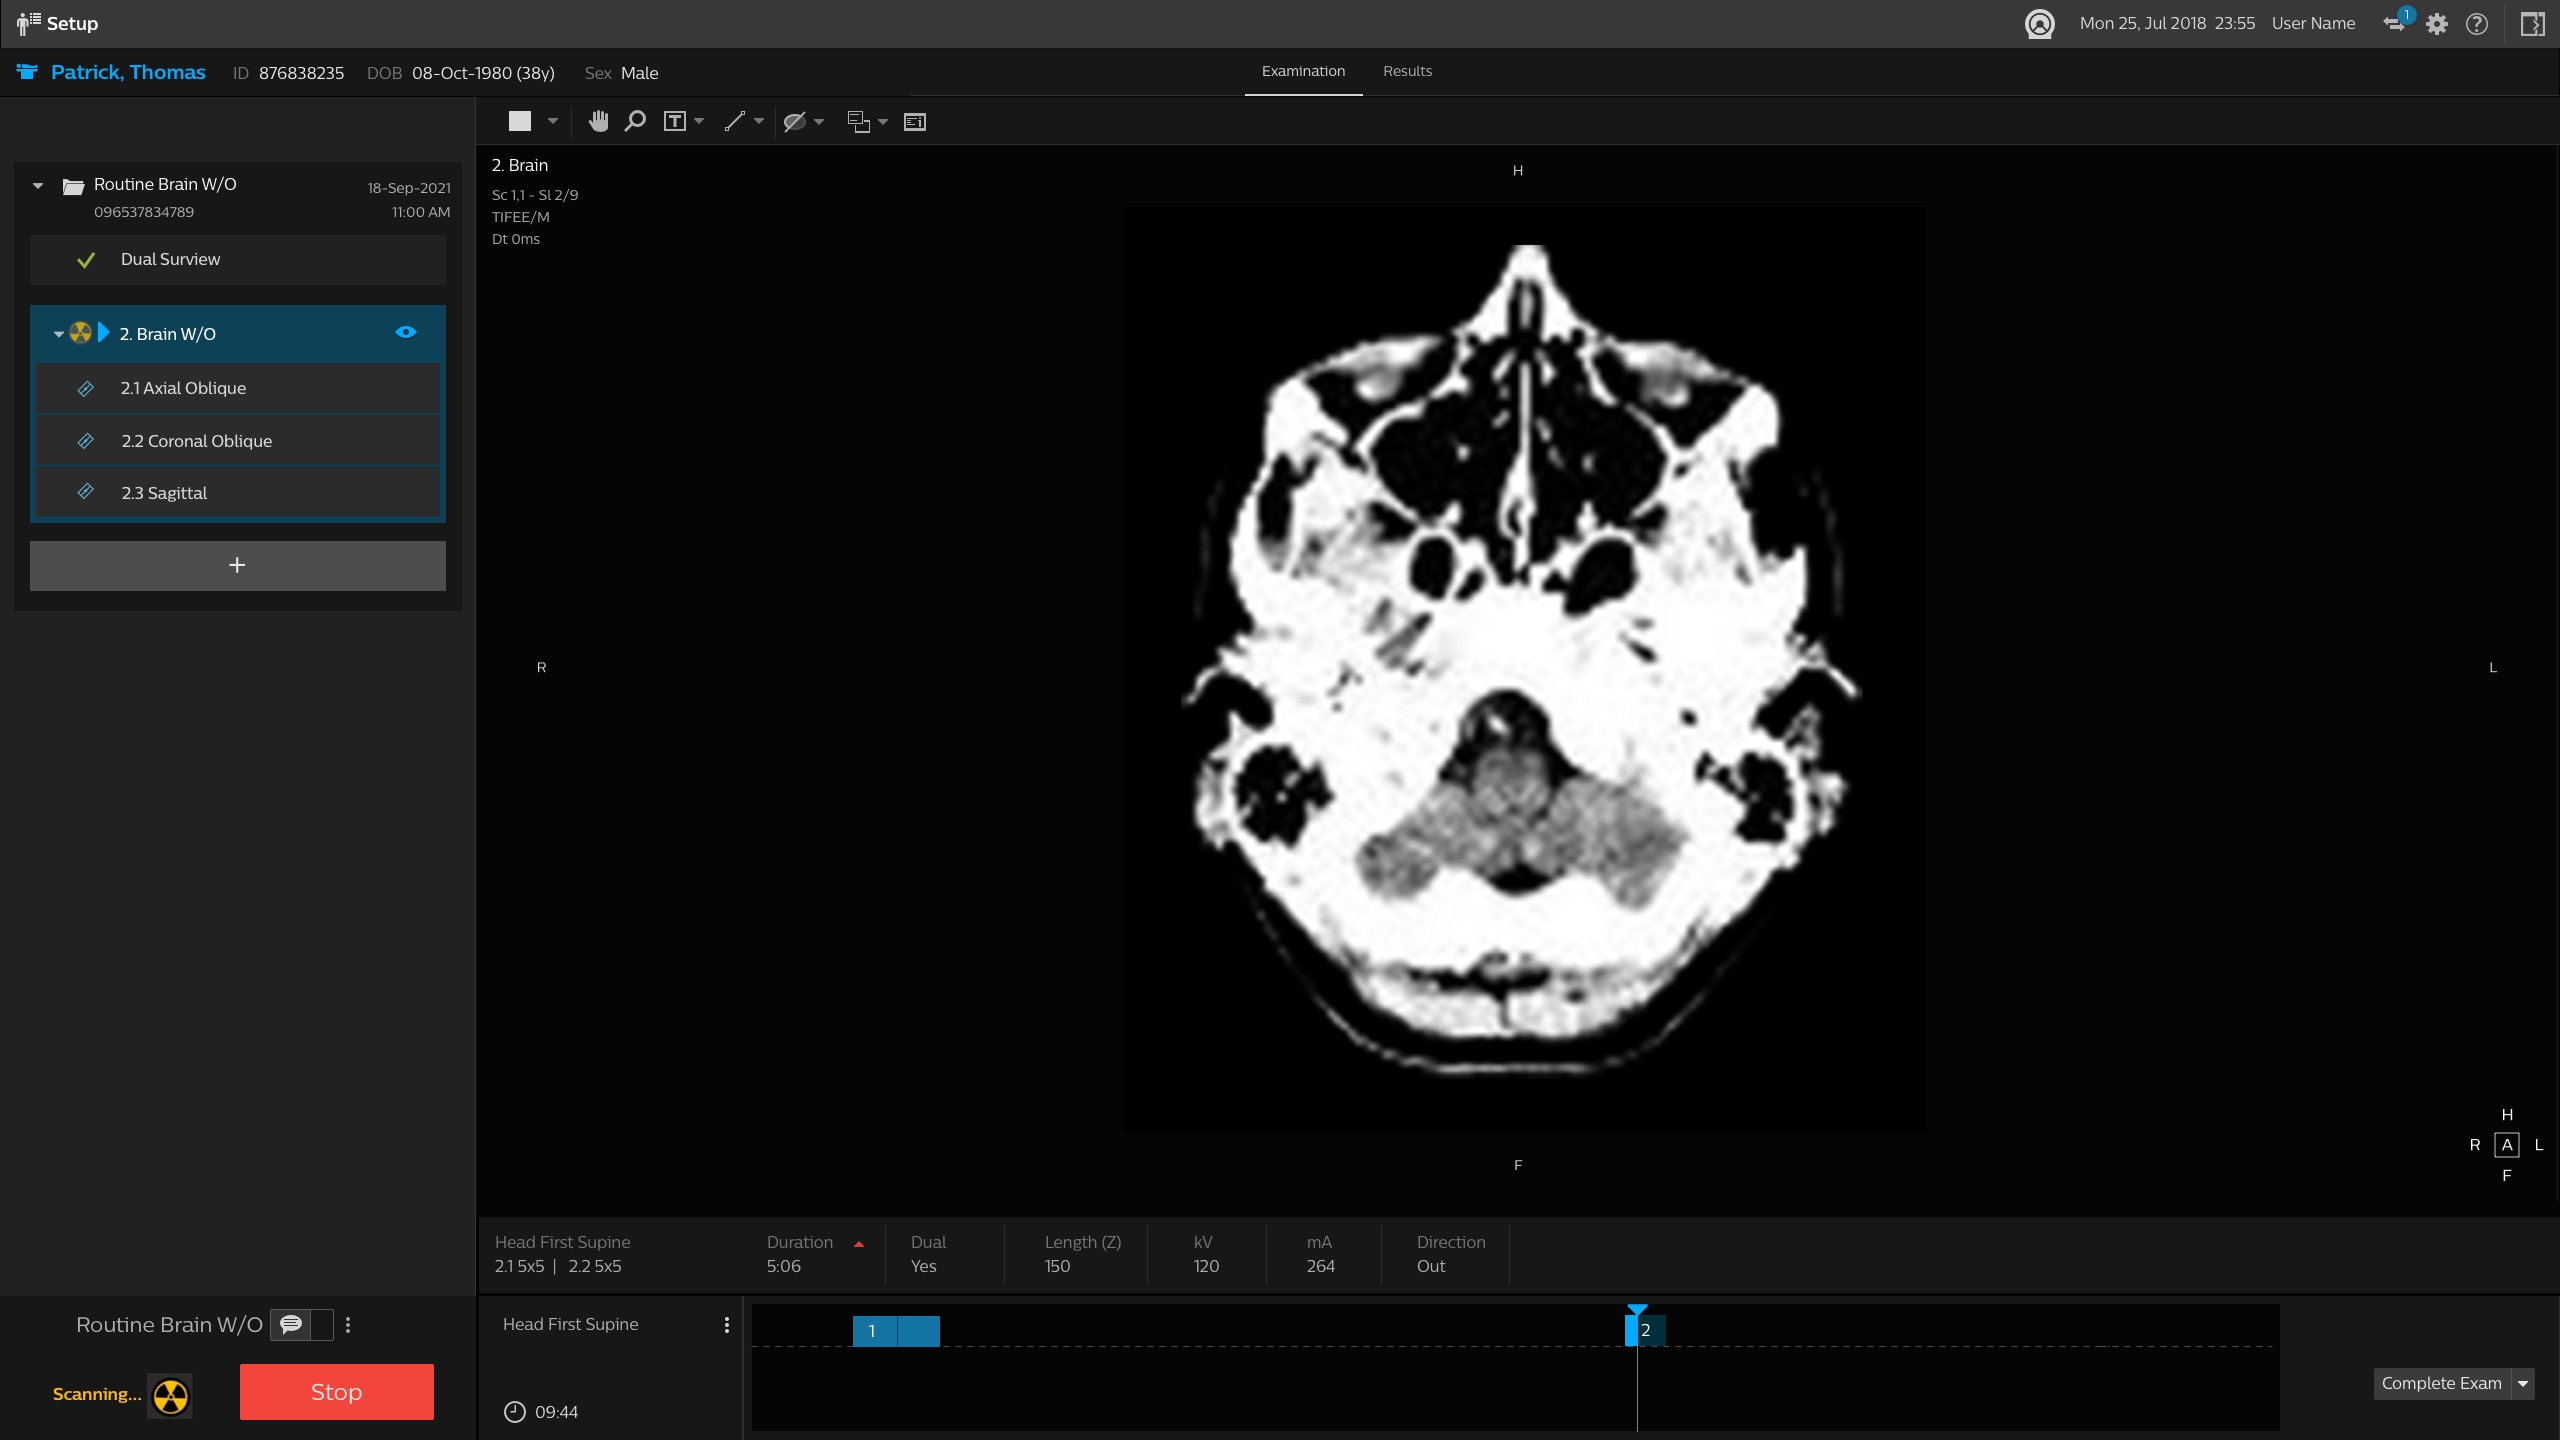 Setup
Mon 25, Jul 2018 23:55 User Name 1 ?
Patrick, Thomas ID 876838235 DOB 08-Oct-1980 (38y) Sex Male
Examination Results
T
Routine Brain W/O 18-Sep-2021
096537834789 11:00 AM
Dual Surview
2. Brain W/O
2.1 Axial Oblique
2.2 Coronal Oblique
2.3 Sagittal
+
2. Brain
Sc 1,1 - Sl 2/9
TIFEE/M
Dt 0ms
H
R
L
F
H
R A L
F
Head First Supine Duration Dual Length (Z) kV mA Direction
2.1 5x5 | 2.2 5x5 5:06 Yes 150 120 264 Out
Routine Brain W/O
Scanning... Stop
Head First Supine
09:44
1
2
Complete Exam